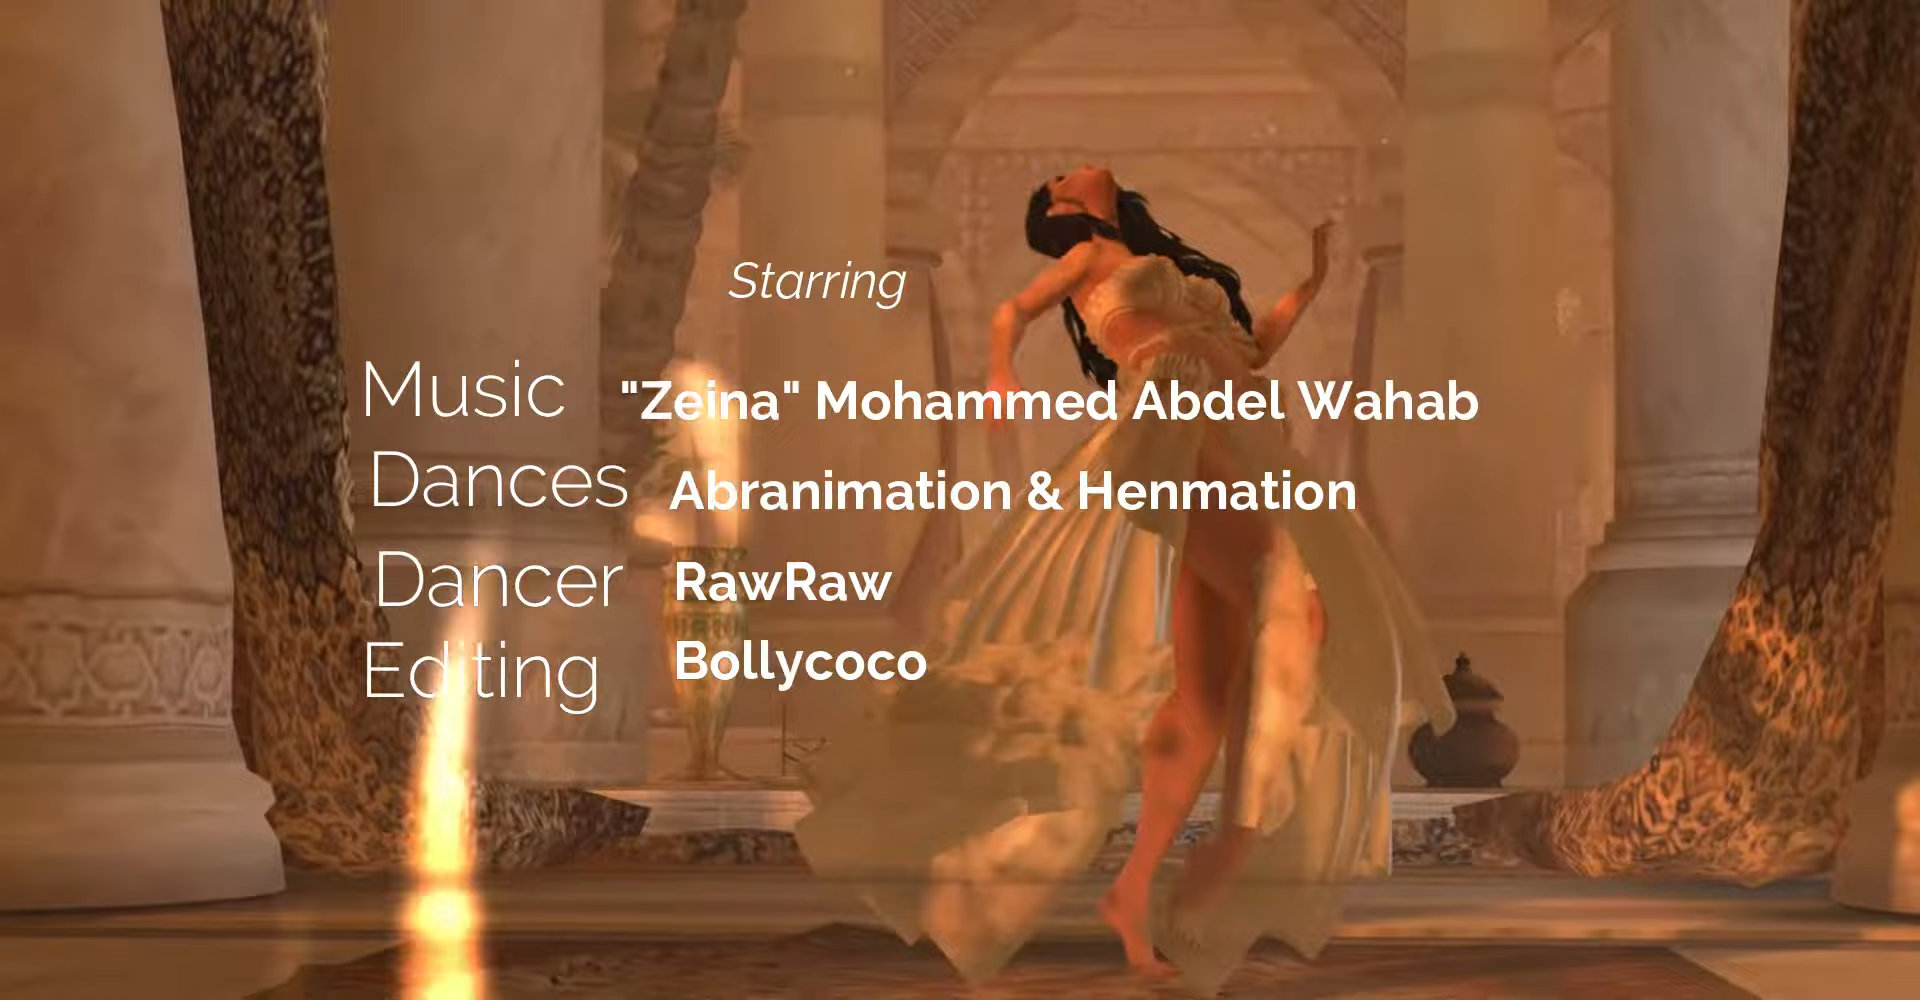 Starring
Music "Zeina" Mohammed Abdel Wahab
Dances Abranimation & Henmation
Dancer RawRaw
Editing Bollycoco